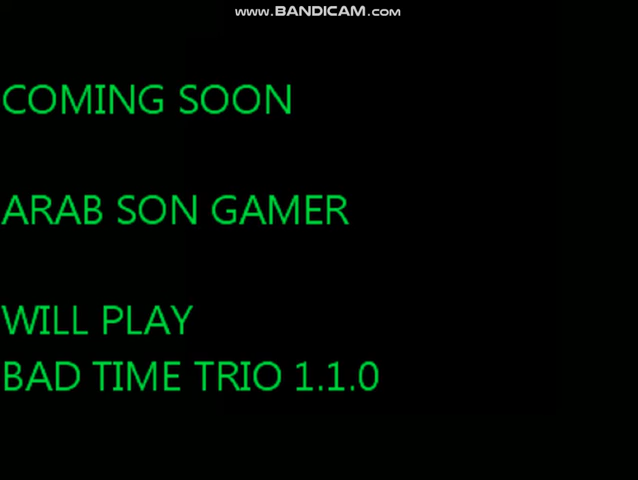 www.BANDICAM.com
COMING SOON
ARAB SON GAMER
WILL PLAY
BAD TIME TRIO 1.1.0